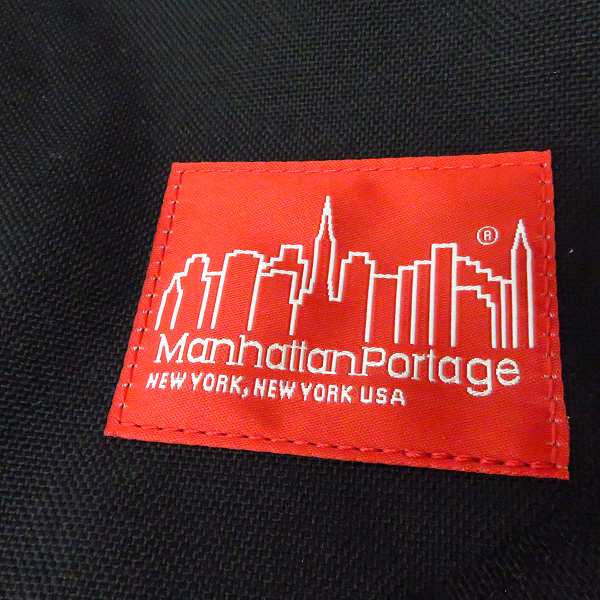 ®
ManhattanPortage
NEW YORK, NEW YORK USA